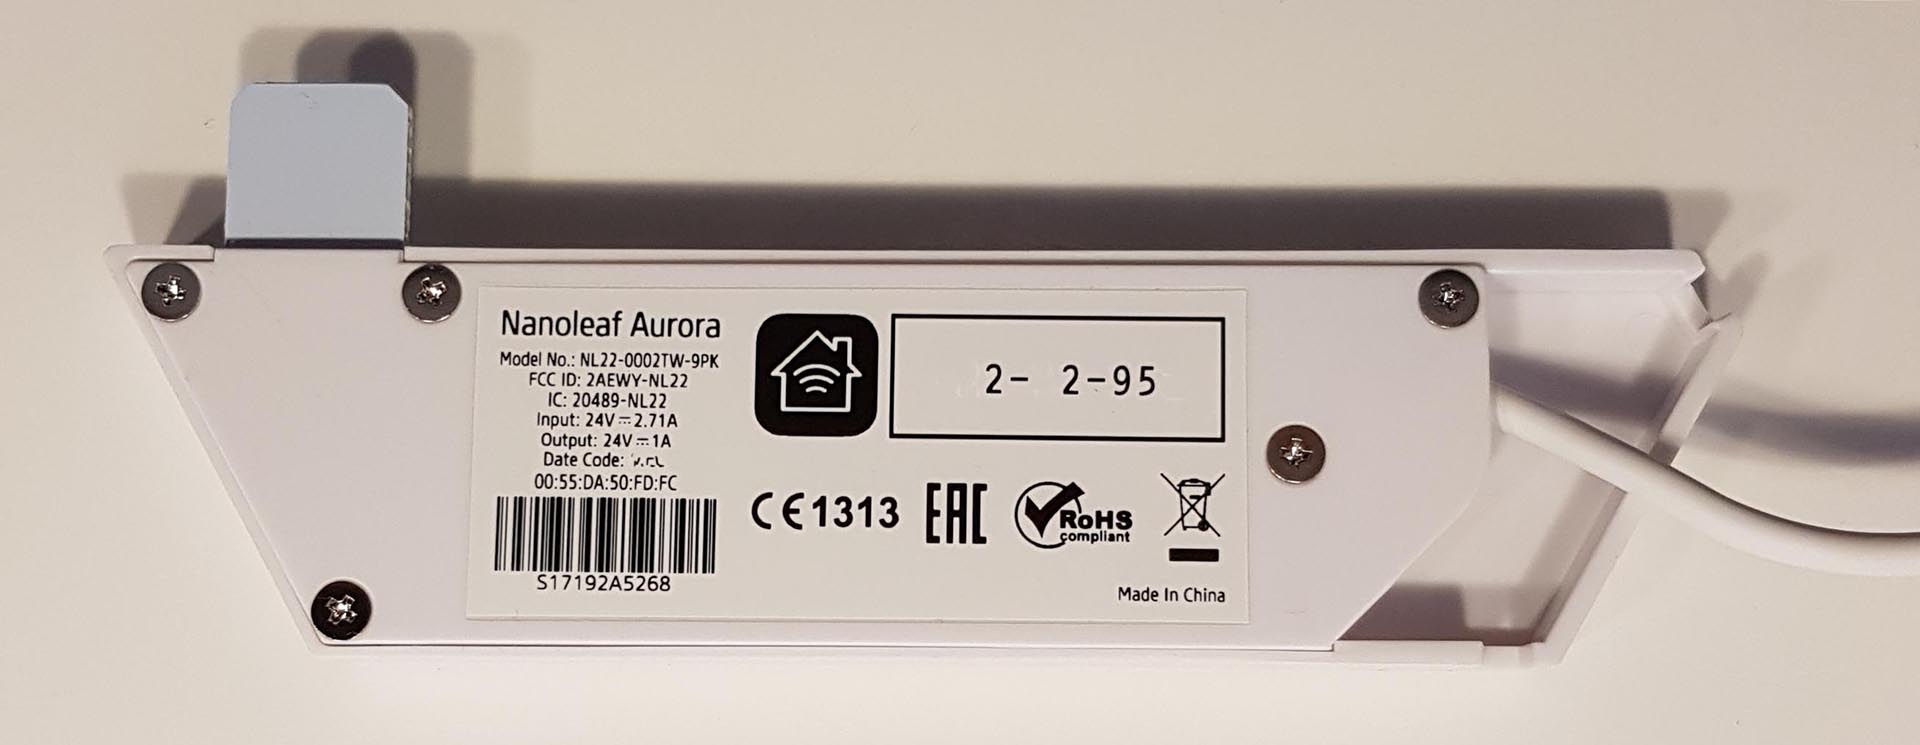 Nanoleaf Aurora
Model No.: NL22-0002TW-9PK
FCC ID: 2AEWY-NL22
IC: 20489-NL22
Input: 24V⎓2.71A
Output: 24V⎓1A
Date Code:
00:55:DA:50:FD:FC
S17192A5268
2- 2-95
CE1313
EAC
RoHS
compliant
Made In China